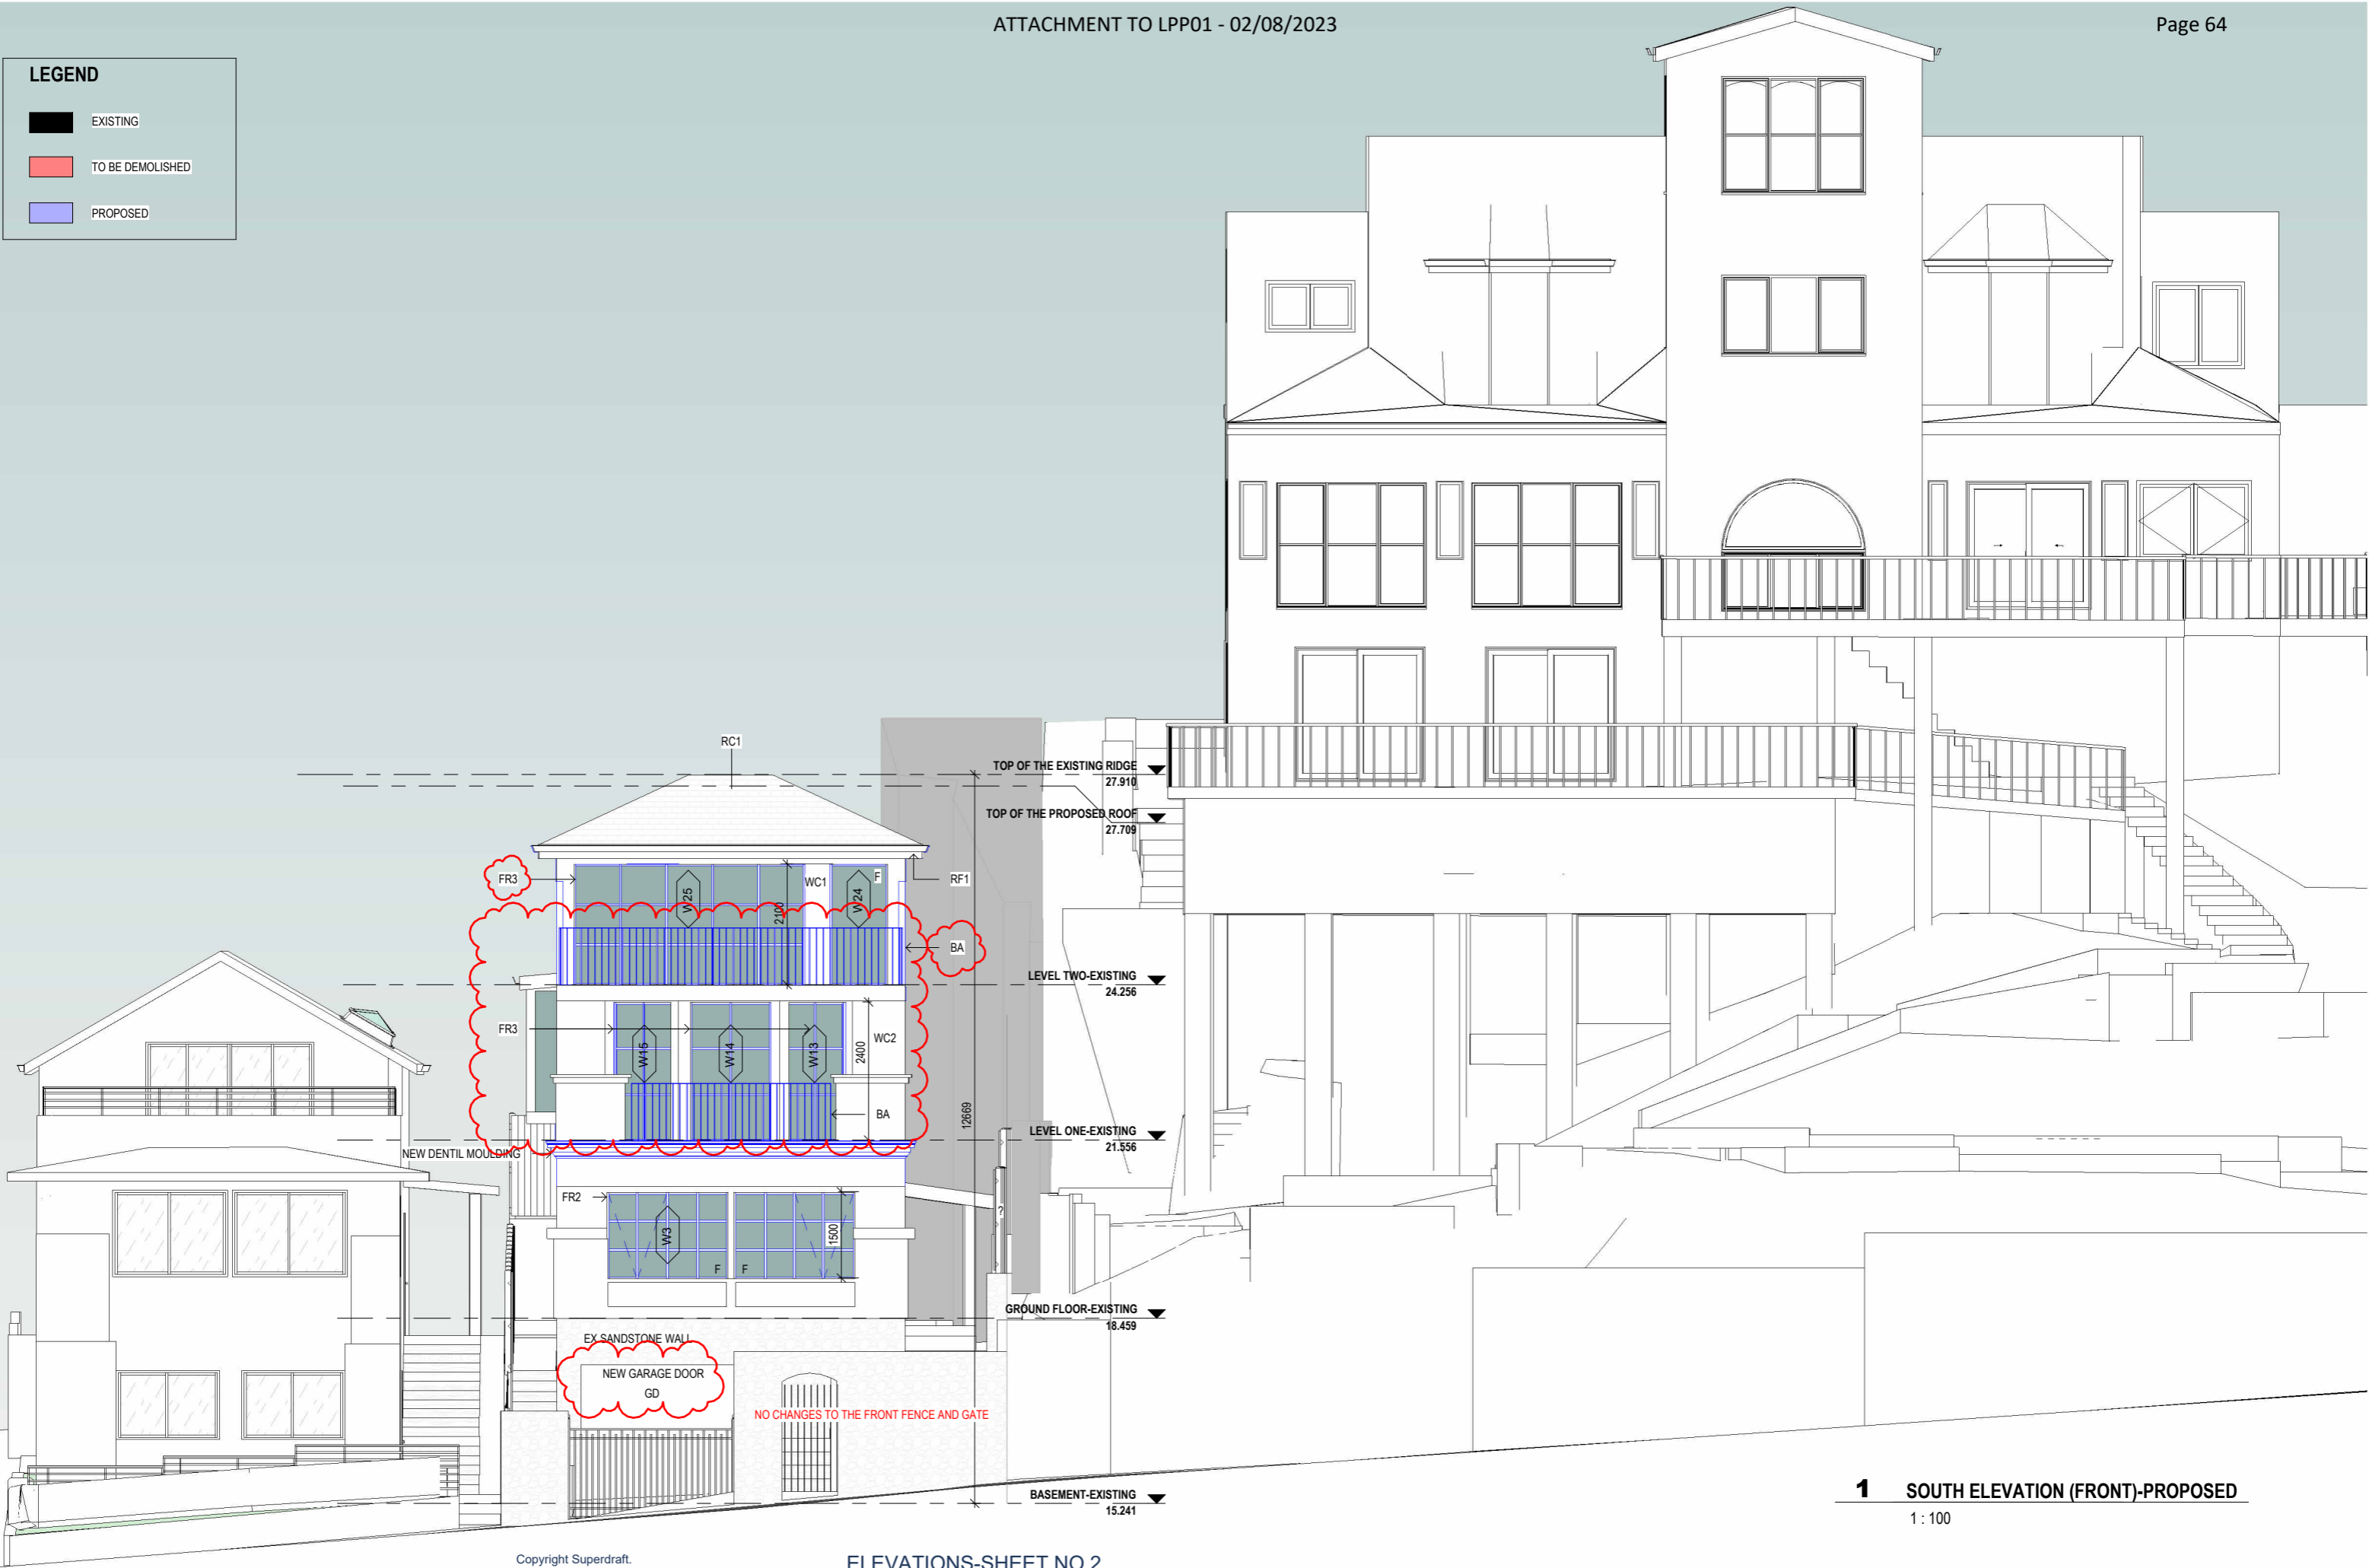 ATTACHMENT TO LPP01 - 02/08/2023
Page 64
LEGEND
EXISTING
TO BE DEMOLISHED
PROPOSED
RC1
TOP OF THE EXISTING RIDGE
27.910
TOP OF THE PROPOSED ROOF
27.709
FR3
W25
2100
WC1
W24
F
RF1
BA
LEVEL TWO-EXISTING
24.256
FR3
W15
W14
W13
2400
WC2
BA
12669
LEVEL ONE-EXISTING
21.556
NEW DENTIL MOULDING
FR2
W3
1500
F
F
?
GROUND FLOOR-EXISTING
18.459
EX SANDSTONE WALL
NEW GARAGE DOOR
GD
NO CHANGES TO THE FRONT FENCE AND GATE
BASEMENT-EXISTING
15.241
1 SOUTH ELEVATION (FRONT)-PROPOSED
1 : 100
Copyright Superdraft.
ELEVATIONS-SHEET NO 2